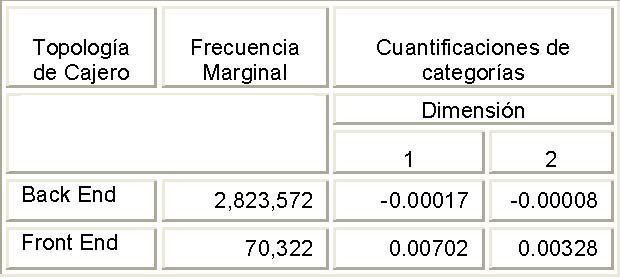 Topología de Cajero Frecuencia Marginal Cuantificaciones de categorías
Dimensión
1 2
Back End 2,823,572 -0.00017 -0.00008
Front End 70,322 0.00702 0.00328